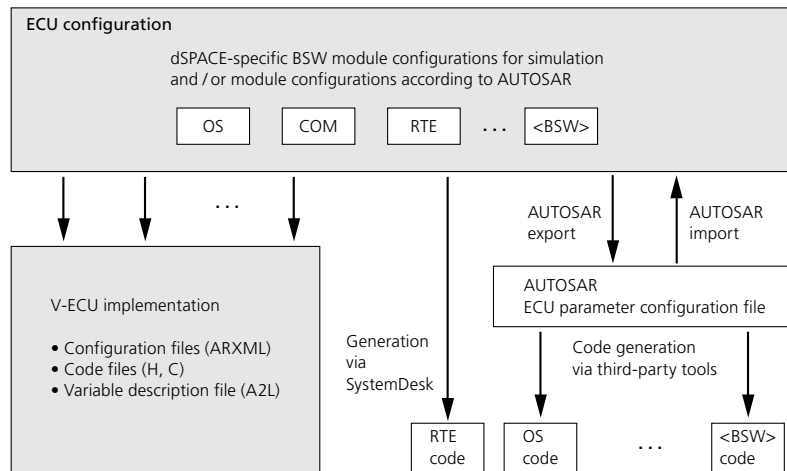 ECU configuration
dSPACE-specific BSW module configurations for simulation
and / or module configurations according to AUTOSAR
OS
COM
RTE
...
<BSW>
...
AUTOSAR
export
AUTOSAR
import
V-ECU implementation
• Configuration files (ARXML)
• Code files (H, C)
• Variable description file (A2L)
AUTOSAR
ECU parameter configuration file
Generation
via
SystemDesk
Code generation
via third-party tools
RTE
code
OS
code
...
<BSW>
code